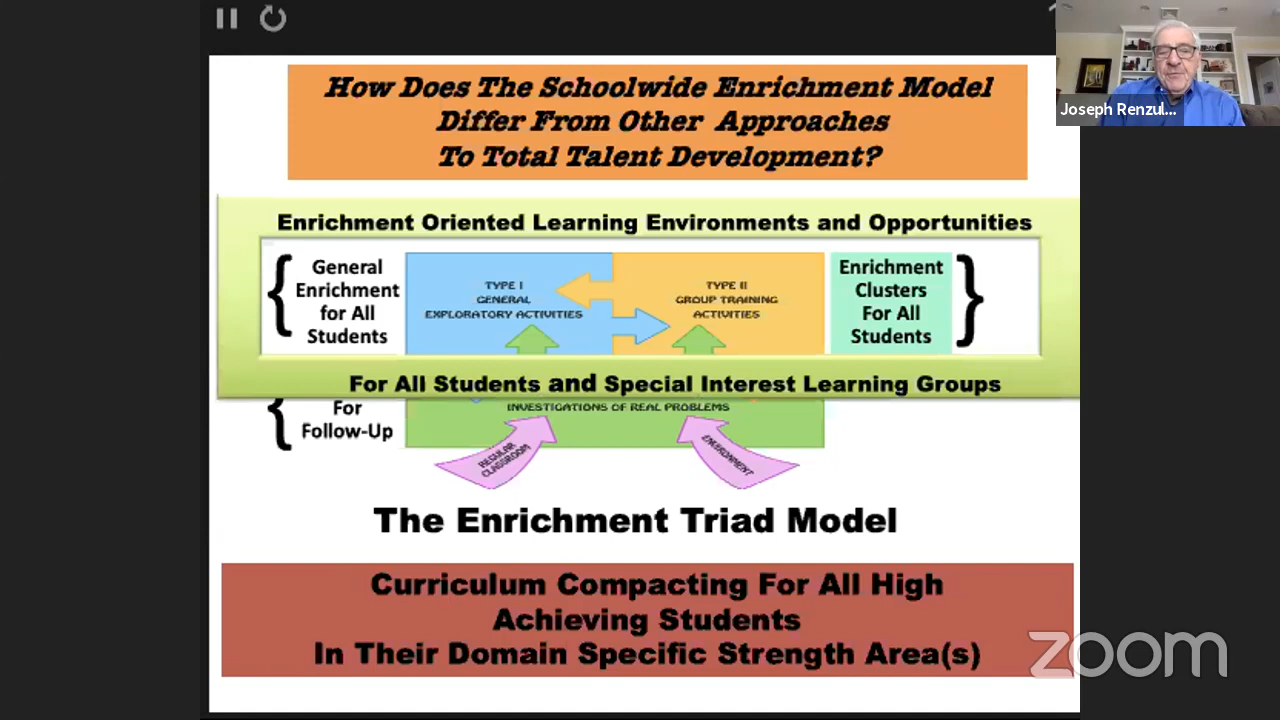 How Does The Schoolwide Enrichment Model
Differ From Other Approaches
To Total Talent Development?
Joseph Renzul...
Enrichment Oriented Learning Environments and Opportunities
General
Enrichment
for All
Students
TYPE I
GENERAL
EXPLORATORY ACTIVITIES
TYPE II
GROUP TRAINING
ACTIVITIES
Enrichment
Clusters
For All
Students
For All Students and Special Interest Learning Groups
For
Follow-Up
INVESTIGATIONS OF REAL PROBLEMS
REGULAR
CLASSROOM
ENVIRONMENT
The Enrichment Triad Model
Curriculum Compacting For All High
Achieving Students
In Their Domain Specific Strength Area(s)
zoom